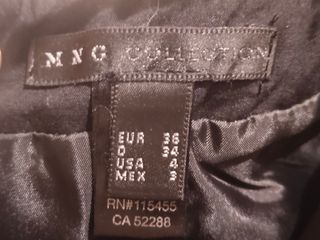 MNG COLLECTION
EUR 36
D 34
USA 4
MEX 3
RN#115455
CA 52288